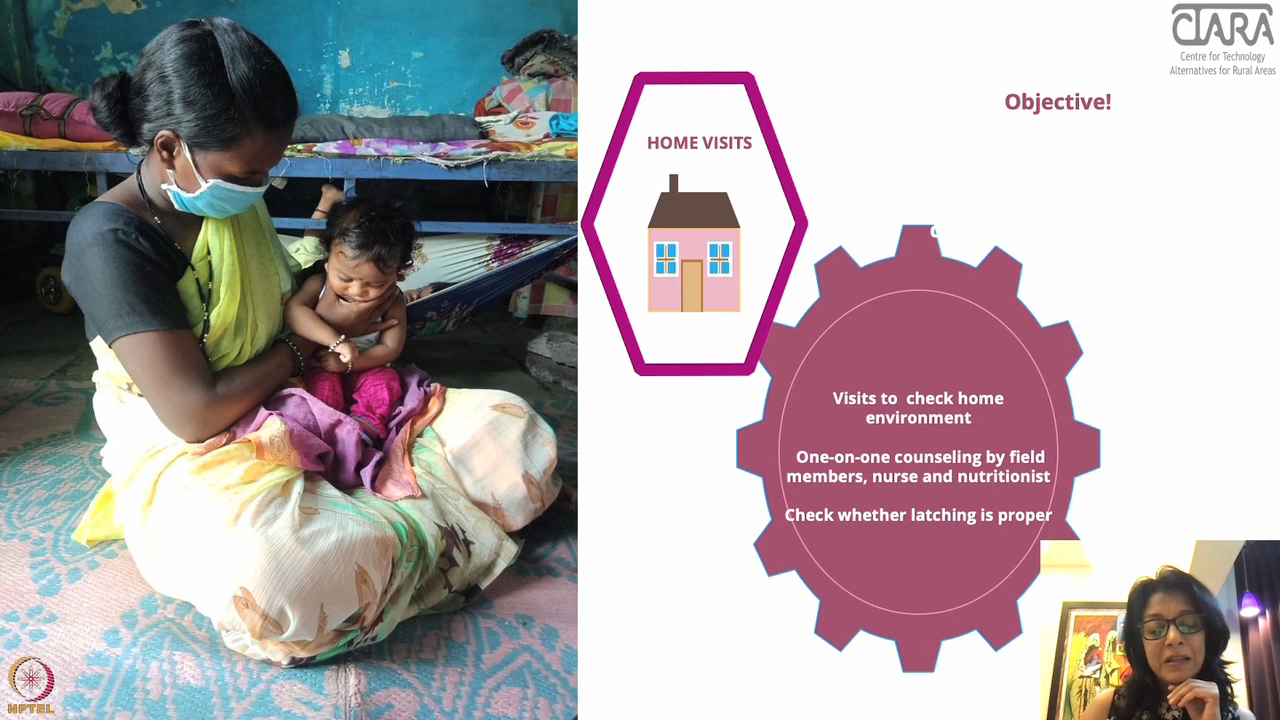 CTARA
Centre for Technology
Alternatives for Rural Areas
Objective!
HOME VISITS
Visits to  check home
environment
One-on-one counseling by field
members, nurse and nutritionist
Check whether latching is proper
NPTEL